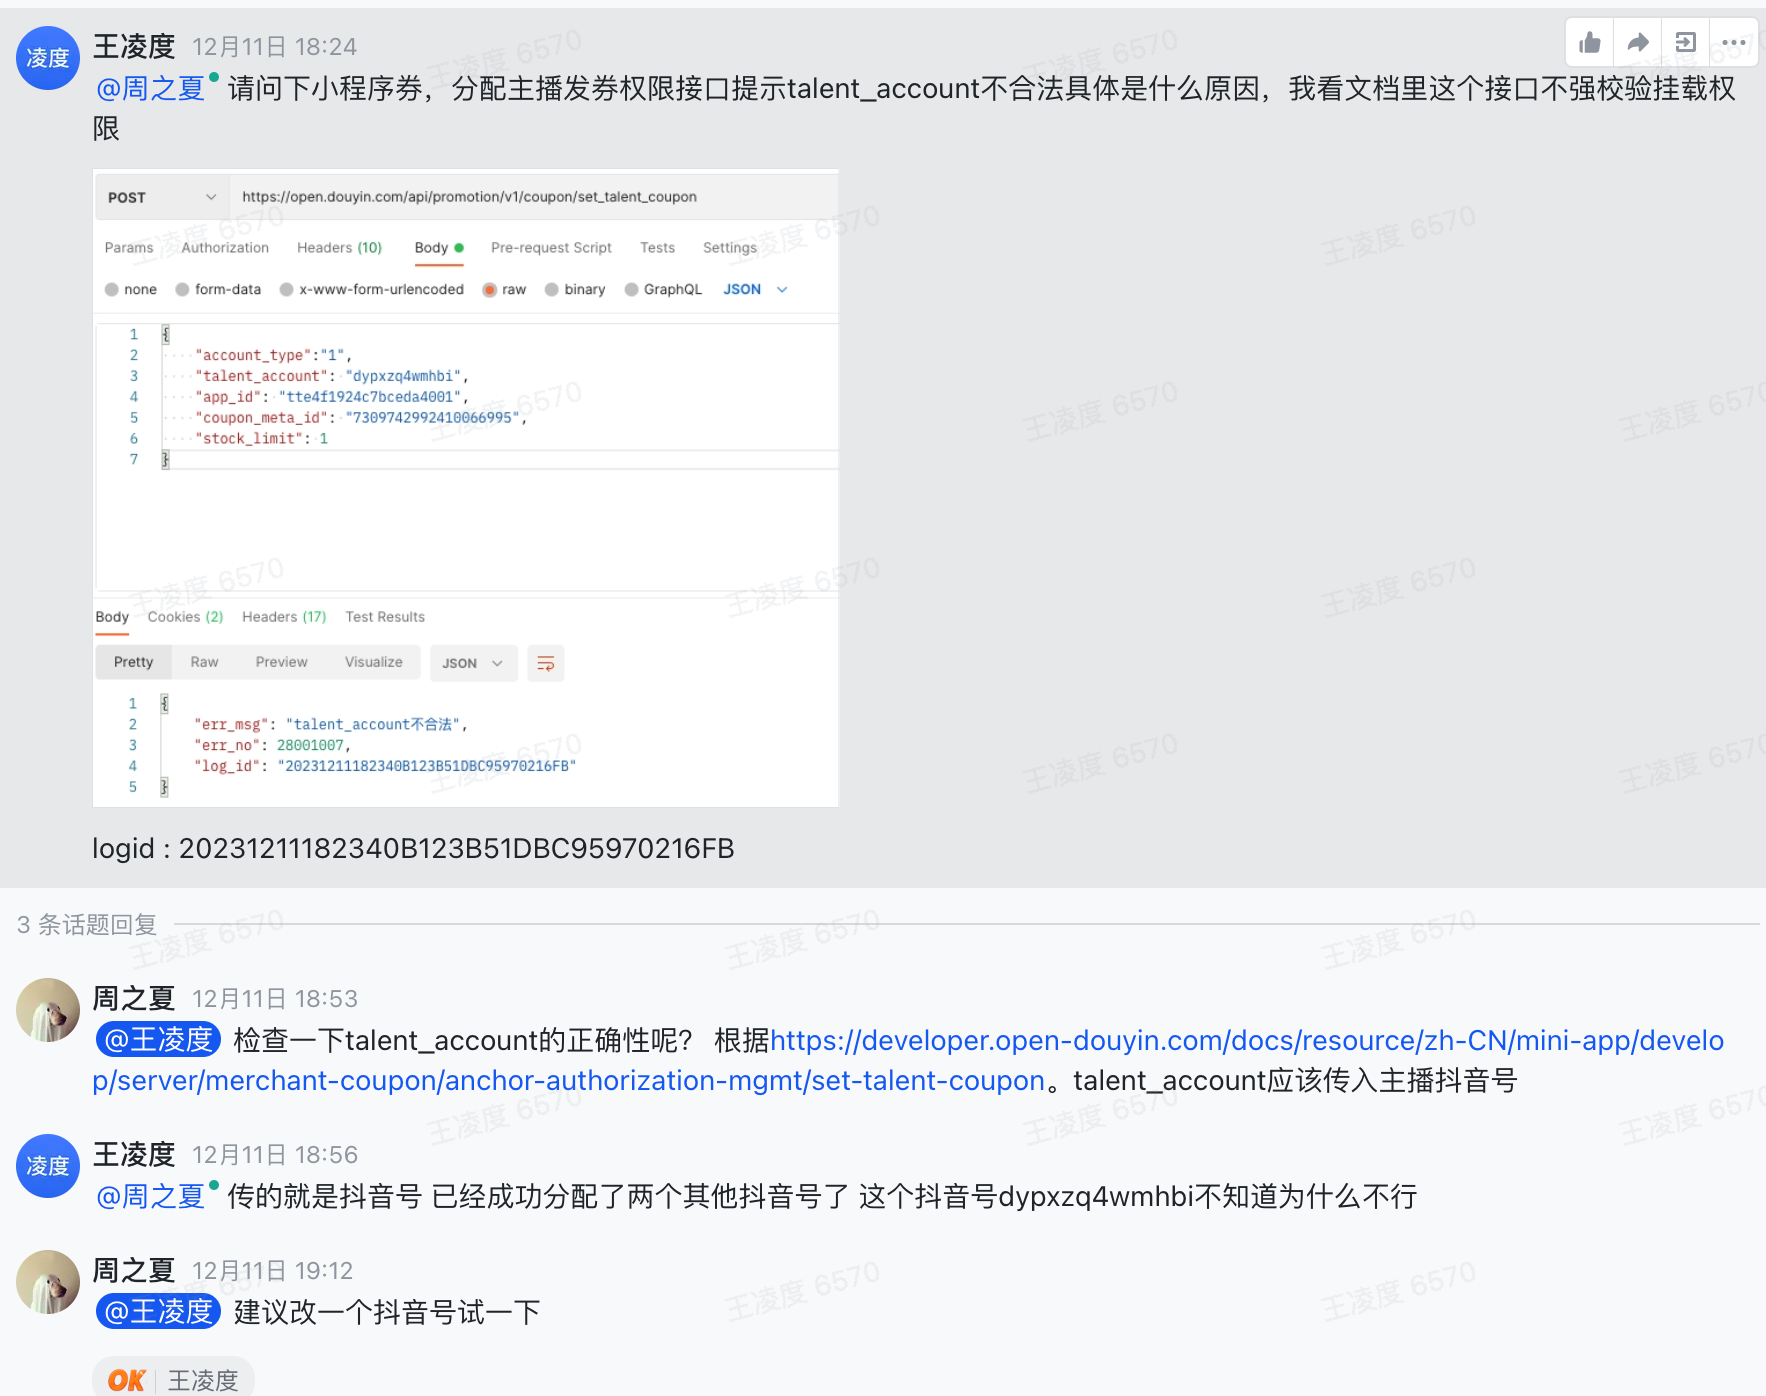 凌度
王凌度 12月11日 18:24
@周之夏 请问下小程序券，分配主播发券权限接口提示talent_account不合法具体是什么原因，我看文档里这个接口不强校验挂载权
限
POST https://open.douyin.com/api/promotion/v1/coupon/set_talent_coupon
Params Authorization Headers (10) Body Pre-request Script Tests Settings
none form-data x-www-form-urlencoded raw binary GraphQL JSON
1 {
2 "account_type":"1",
3 "talent_account": "dypxzq4wmhbi",
4 "app_id": "tte4f1924c7bceda4001",
5 "coupon_meta_id": "7309742992410066995",
6 "stock_limit": 1
7 }
Body Cookies (2) Headers (17) Test Results
Pretty Raw Preview Visualize JSON
1 {
2 "err_msg": "talent_account不合法",
3 "err_no": 28001007,
4 "log_id": "20231211182340B123B51DBC95970216FB"
5 }
logid : 20231211182340B123B51DBC95970216FB
3 条话题回复
周之夏 12月11日 18:53
@王凌度 检查一下talent_account的正确性呢？ 根据https://developer.open-douyin.com/docs/resource/zh-CN/mini-app/develo
p/server/merchant-coupon/anchor-authorization-mgmt/set-talent-coupon。talent_account应该传入主播抖音号
凌度
王凌度 12月11日 18:56
@周之夏 传的就是抖音号 已经成功分配了两个其他抖音号了 这个抖音号dypxzq4wmhbi不知道为什么不行
周之夏 12月11日 19:12
@王凌度 建议改一个抖音号试一下
OK 王凌度
王凌度 6570